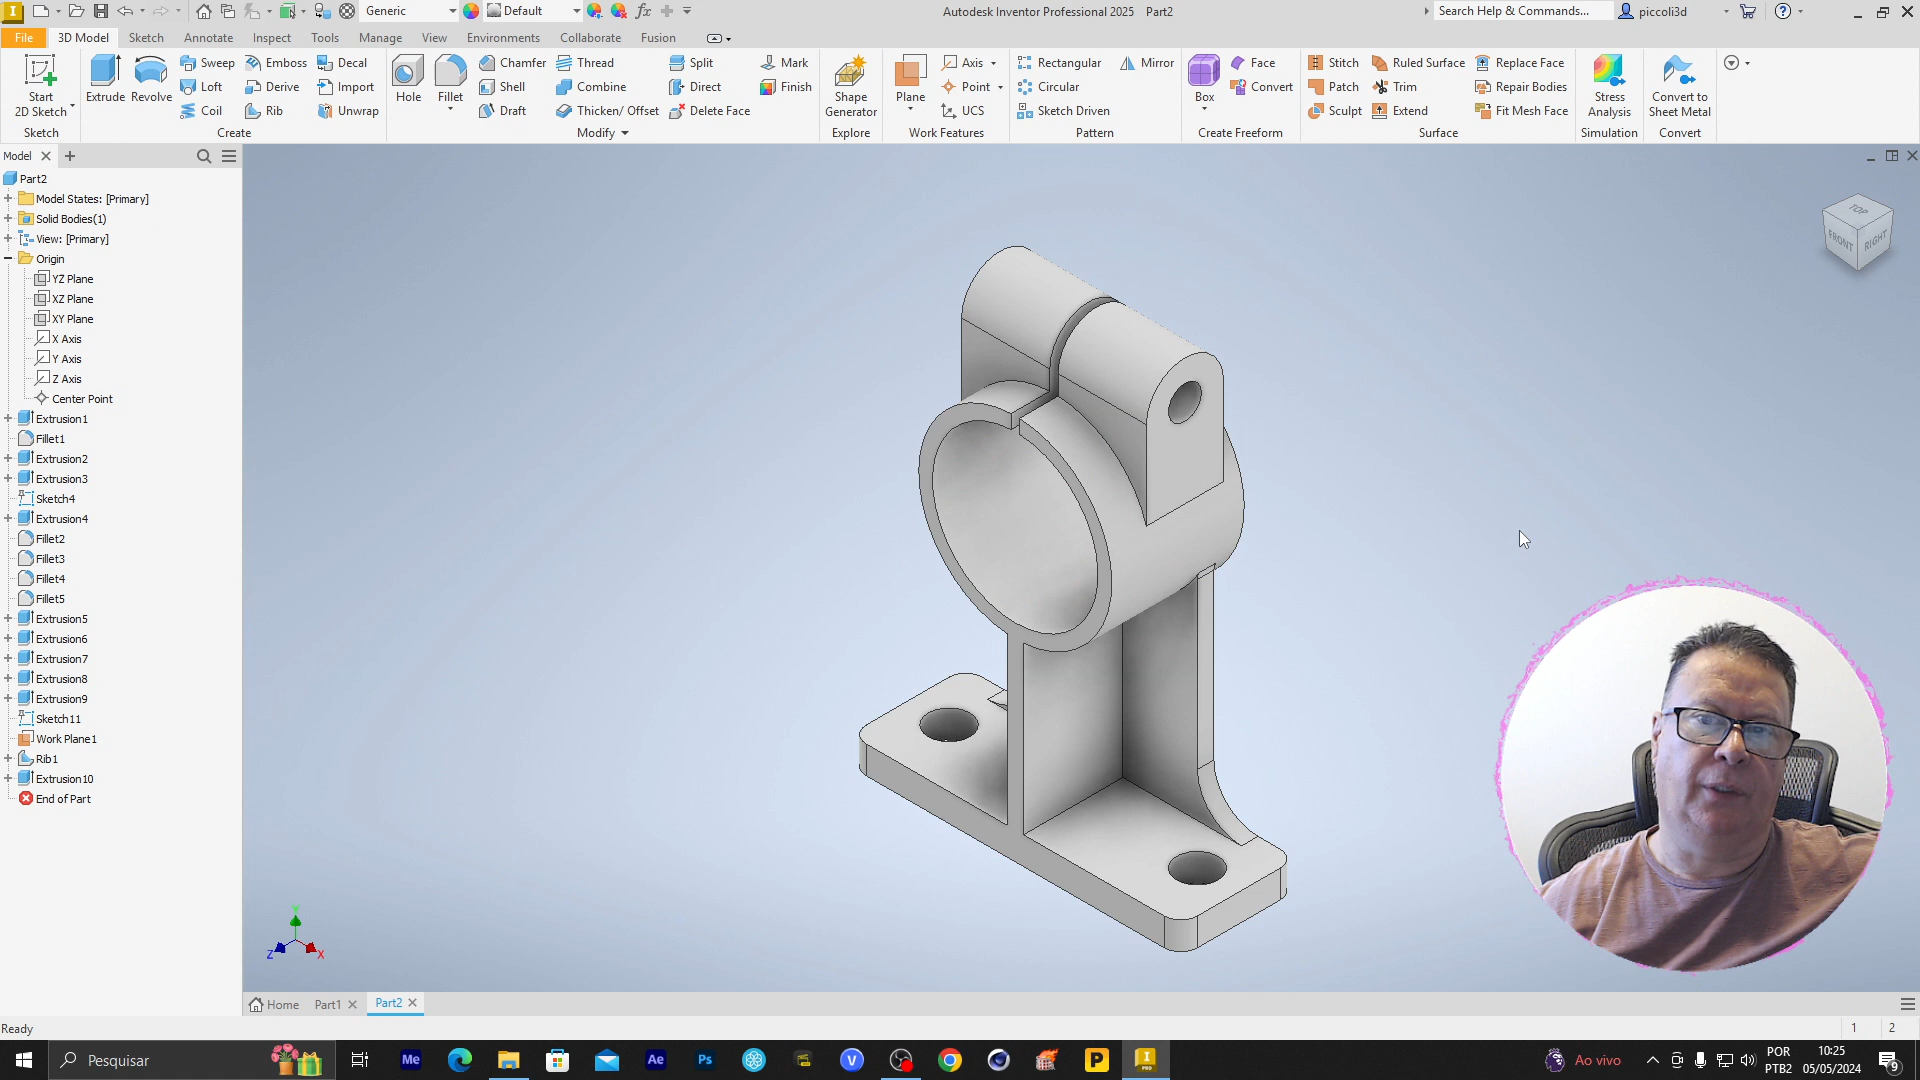 Generic
Default
Autodesk Inventor Professional 2025 Part2
Search Help & Commands...
piccoli3d
File
3D Model
Sketch
Annotate
Inspect
Tools
Manage
View
Environments
Collaborate
Fusion
Start
2D Sketch
Sketch
Extrude
Revolve
Sweep
Loft
Coil
Emboss
Derive
Rib
Decal
Import
Unwrap
Create
Hole
Fillet
Chamfer
Shell
Draft
Thread
Combine
Thicken/ Offset
Split
Direct
Delete Face
Modify
Mark
Finish
Shape
Generator
Explore
Plane
Axis
Point
UCS
Work Features
Rectangular
Circular
Sketch Driven
Mirror
Pattern
Box
Face
Convert
Create Freeform
Stitch
Patch
Sculpt
Ruled Surface
Trim
Extend
Replace Face
Repair Bodies
Fit Mesh Face
Surface
Stress
Analysis
Simulation
Convert to
Sheet Metal
Convert
Model
Part2
Model States: [Primary]
Solid Bodies(1)
View: [Primary]
Origin
YZ Plane
XZ Plane
XY Plane
X Axis
Y Axis
Z Axis
Center Point
Extrusion1
Fillet1
Extrusion2
Extrusion3
Sketch4
Extrusion4
Fillet2
Fillet3
Fillet4
Fillet5
Extrusion5
Extrusion6
Extrusion7
Extrusion8
Extrusion9
Sketch11
Work Plane1
Rib1
Extrusion10
End of Part
TOP
FRONT
RIGHT
Y
Z
X
Home
Part1
Part2
Ready
1
2
Pesquisar
Me
Ae
Ps
V
P
I
PRO
Ao vivo
POR
PTB2
10:25
05/05/2024
9